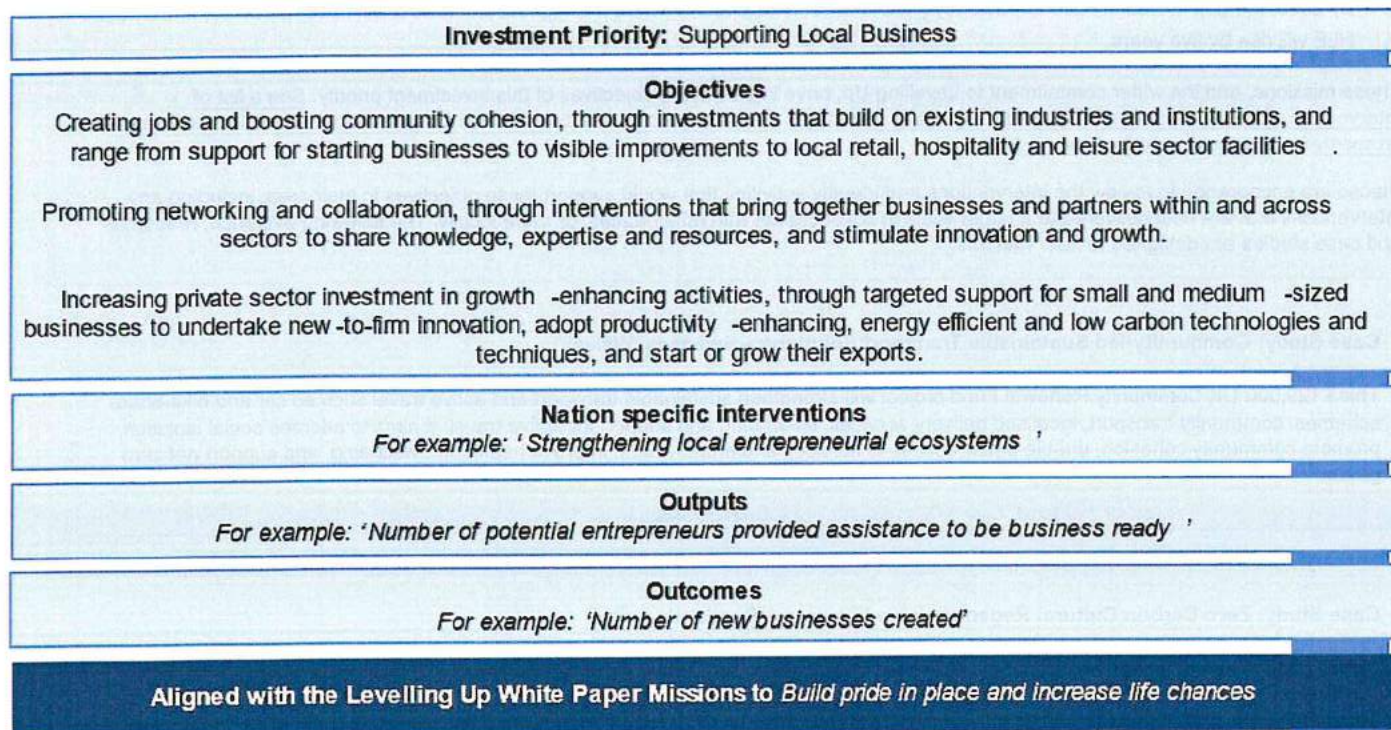 Investment Priority: Supporting Local Business
Objectives
Creating jobs and boosting community cohesion, through investments that build on existing industries and institutions, and
range from support for starting businesses to visible improvements to local retail, hospitality and leisure sector facilities .
Promoting networking and collaboration, through interventions that bring together businesses and partners within and across
sectors to share knowledge, expertise and resources, and stimulate innovation and growth.
Increasing private sector investment in growth -enhancing activities, through targeted support for small and medium -sized
businesses to undertake new -to-firm innovation, adopt productivity -enhancing, energy efficient and low carbon technologies and
techniques, and start or grow their exports.
Nation specific interventions
For example: ‘ Strengthening local entrepreneurial ecosystems ’
Outputs
For example: ‘Number of potential entrepreneurs provided assistance to be business ready ’
Outcomes
For example: ‘Number of new businesses created’
Aligned with the Levelling Up White Paper Missions to Build pride in place and increase life chances